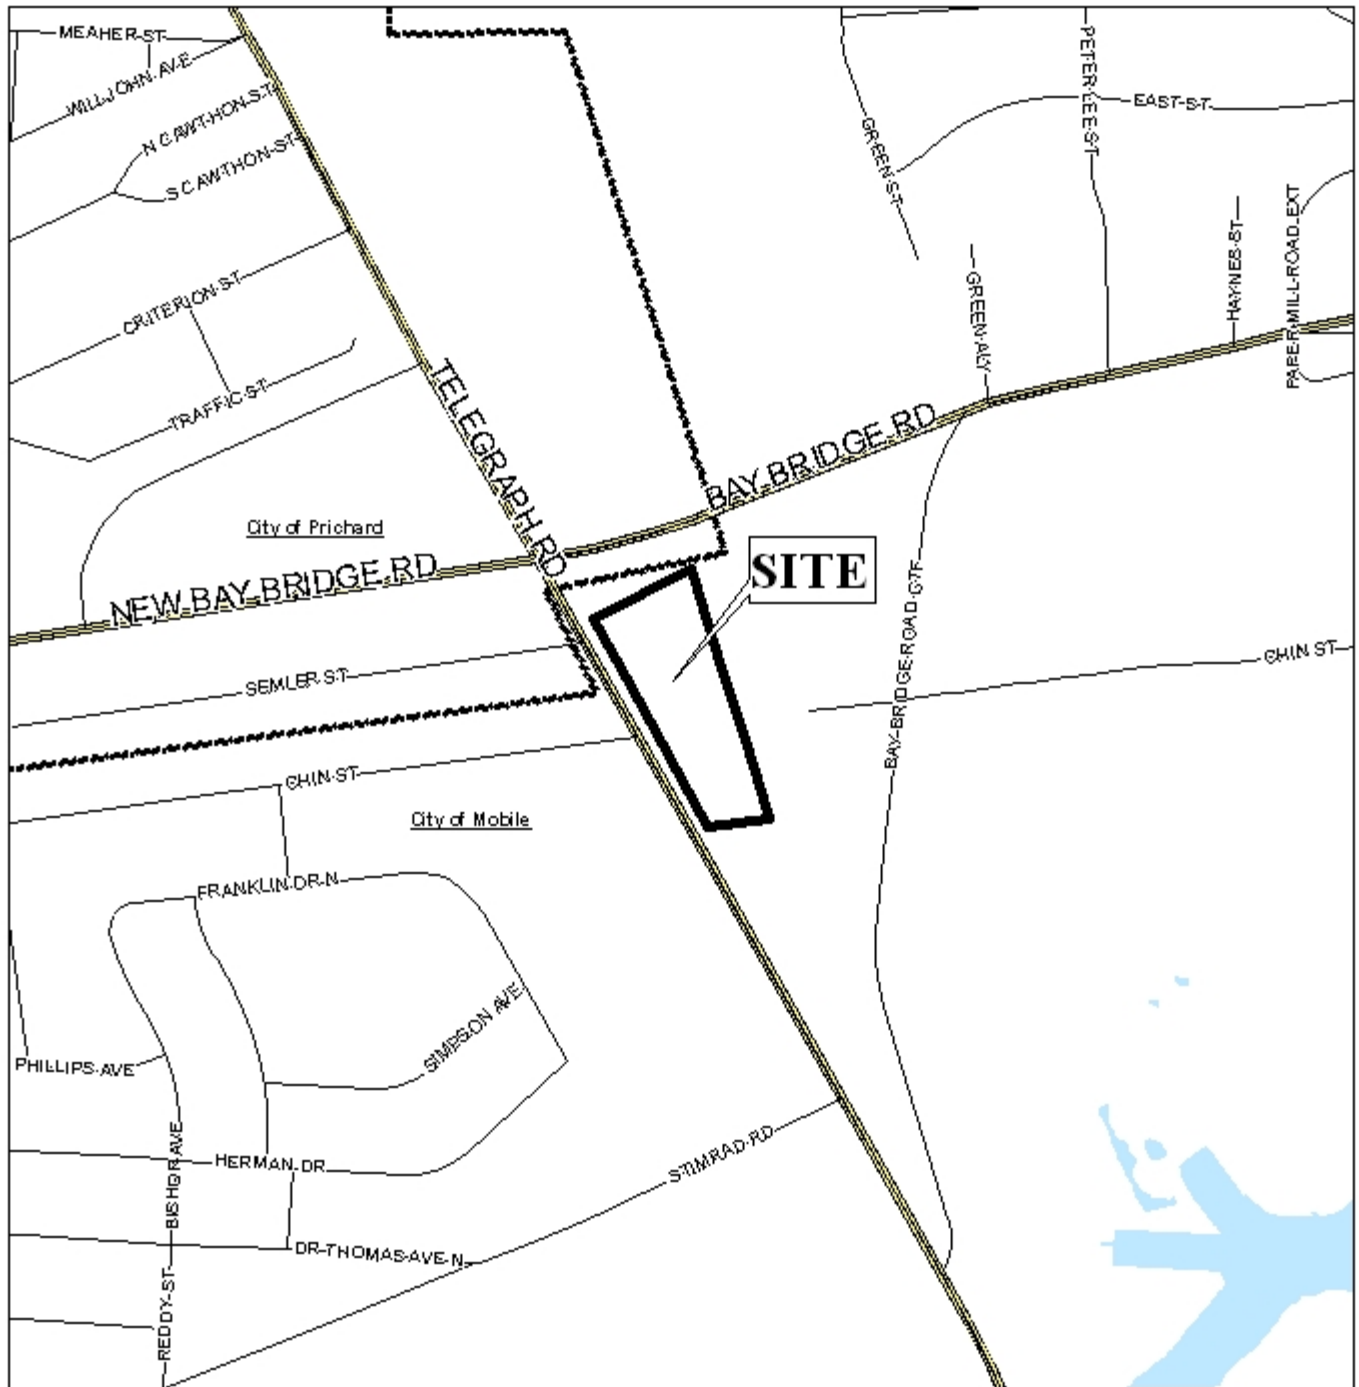 MEAHER ST
WILLJOHN AVE
N CAWTHON ST
S CAWTHON ST
CRITERION ST
TRAFFIC ST
PETER LEE ST
EAST ST
GREEN ST
GREEN ALY
HAYNES ST
PAPER MILL ROAD EXT
TELEGRAPH RD
BAY BRIDGE RD
City of Prichard
NEW BAY BRIDGE RD
SITE
SEMLER ST
BAY BRIDGE ROAD CTF
CHIN ST
CHIN ST
City of Mobile
FRANKLIN DR N
SIMPSON AVE
PHILLIPS AVE
BISHOP AVE
HERMAN DR
STIMRAD RD
DR THOMAS AVE N
REDDY ST